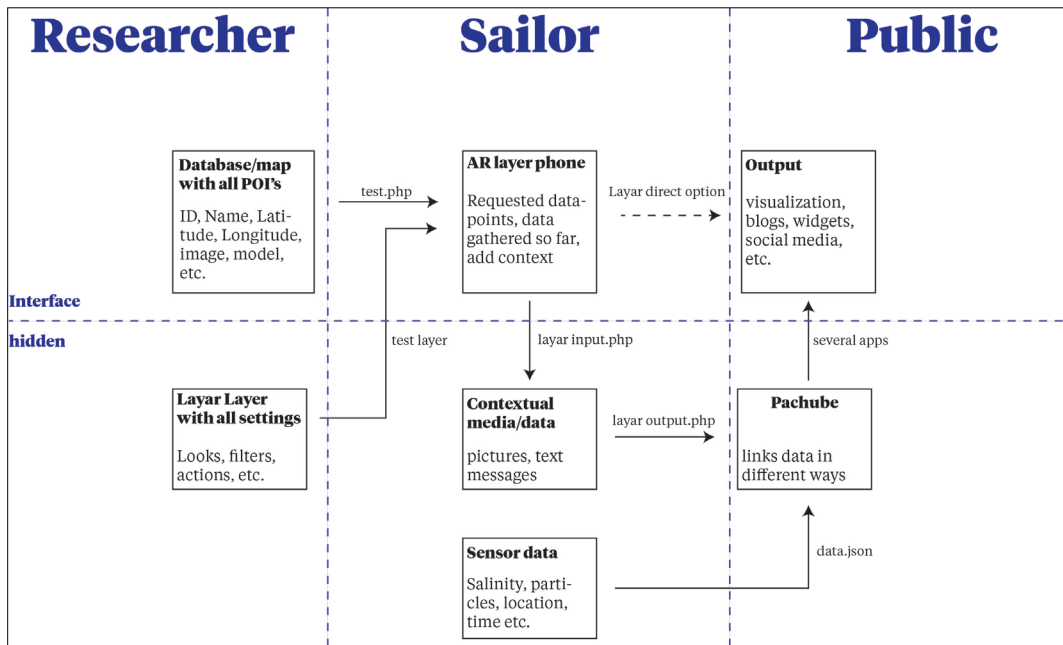 Researcher
Sailor
Public
Database/map
with all POI's
ID, Name, Lati-
tude, Longitude,
image, model,
etc.
test.php
AR layer phone
Requested data-
points, data
gathered so far,
add context
Layar direct option
Output
visualization,
blogs, widgets,
social media,
etc.
Interface
hidden
test layer
layar input.php
several apps
Layar Layer
with all settings
Looks, filters,
actions, etc.
Contextual
media/data
pictures, text
messages
layar output.php
Pachube
links data in
different ways
Sensor data
Salinity, parti-
cles, location,
time etc.
data.json